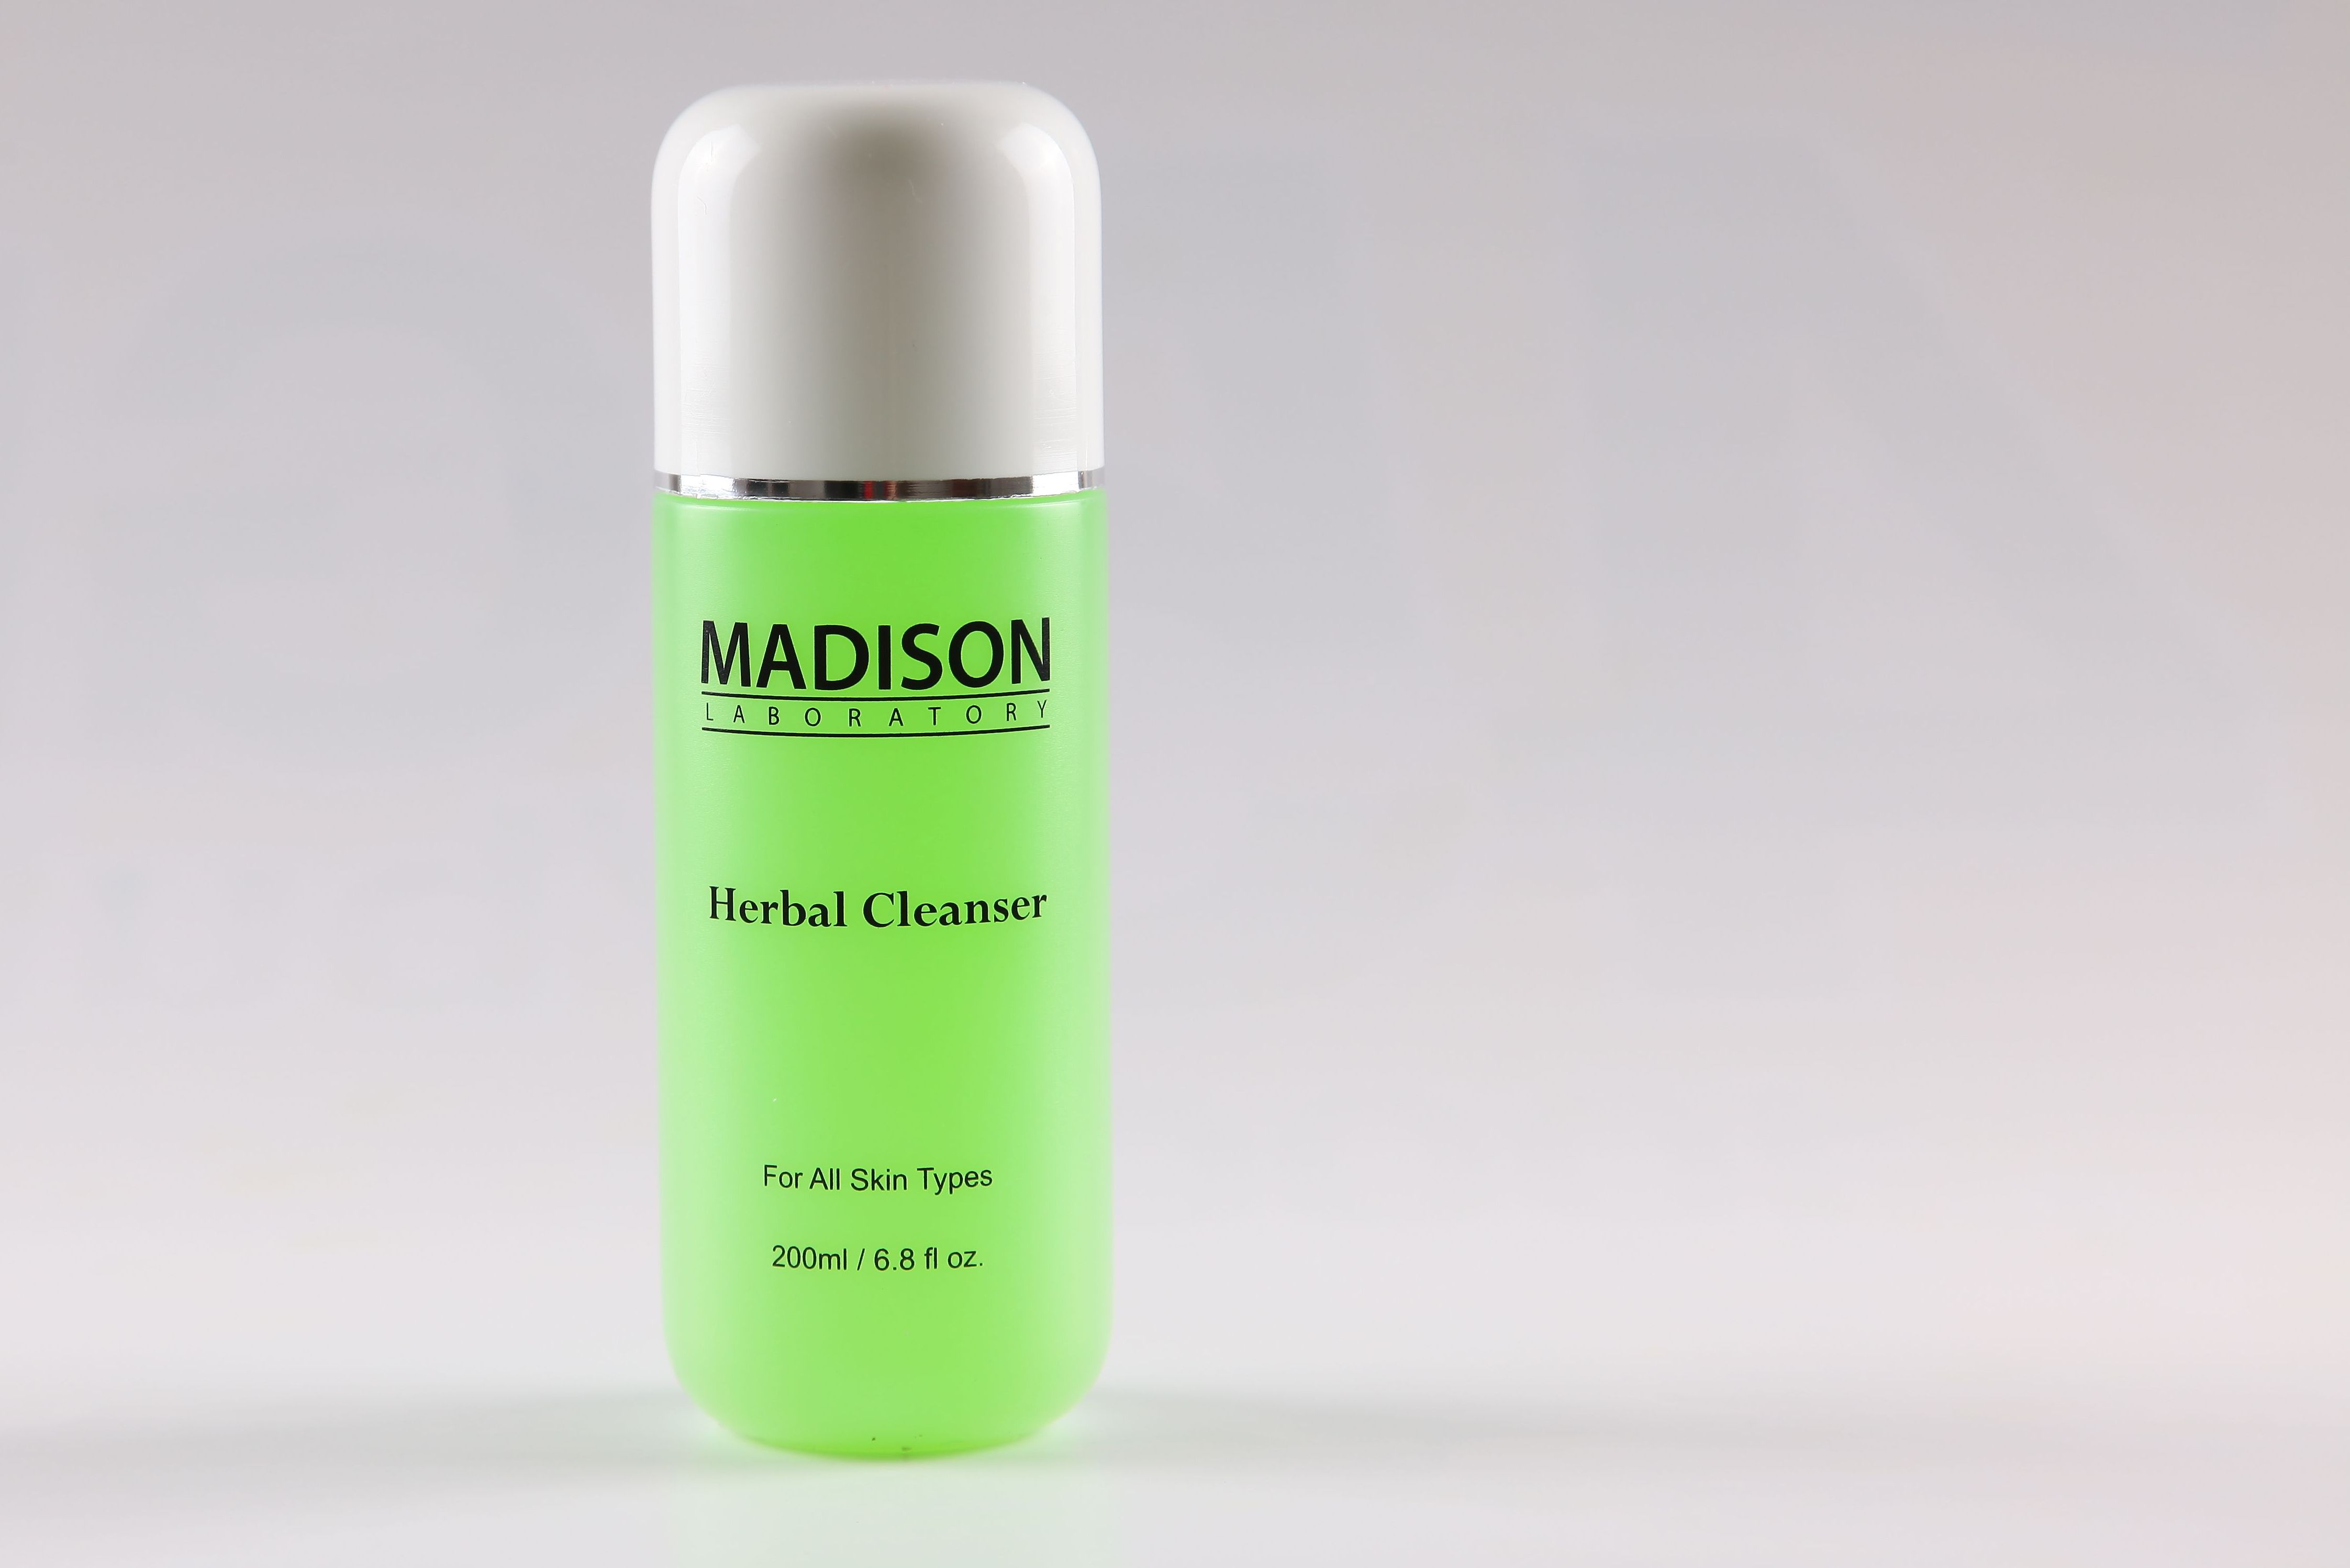 MADISON
LABORATORY
Herbal Cleanser
For All Skin Types
200ml / 6.8 fl oz.